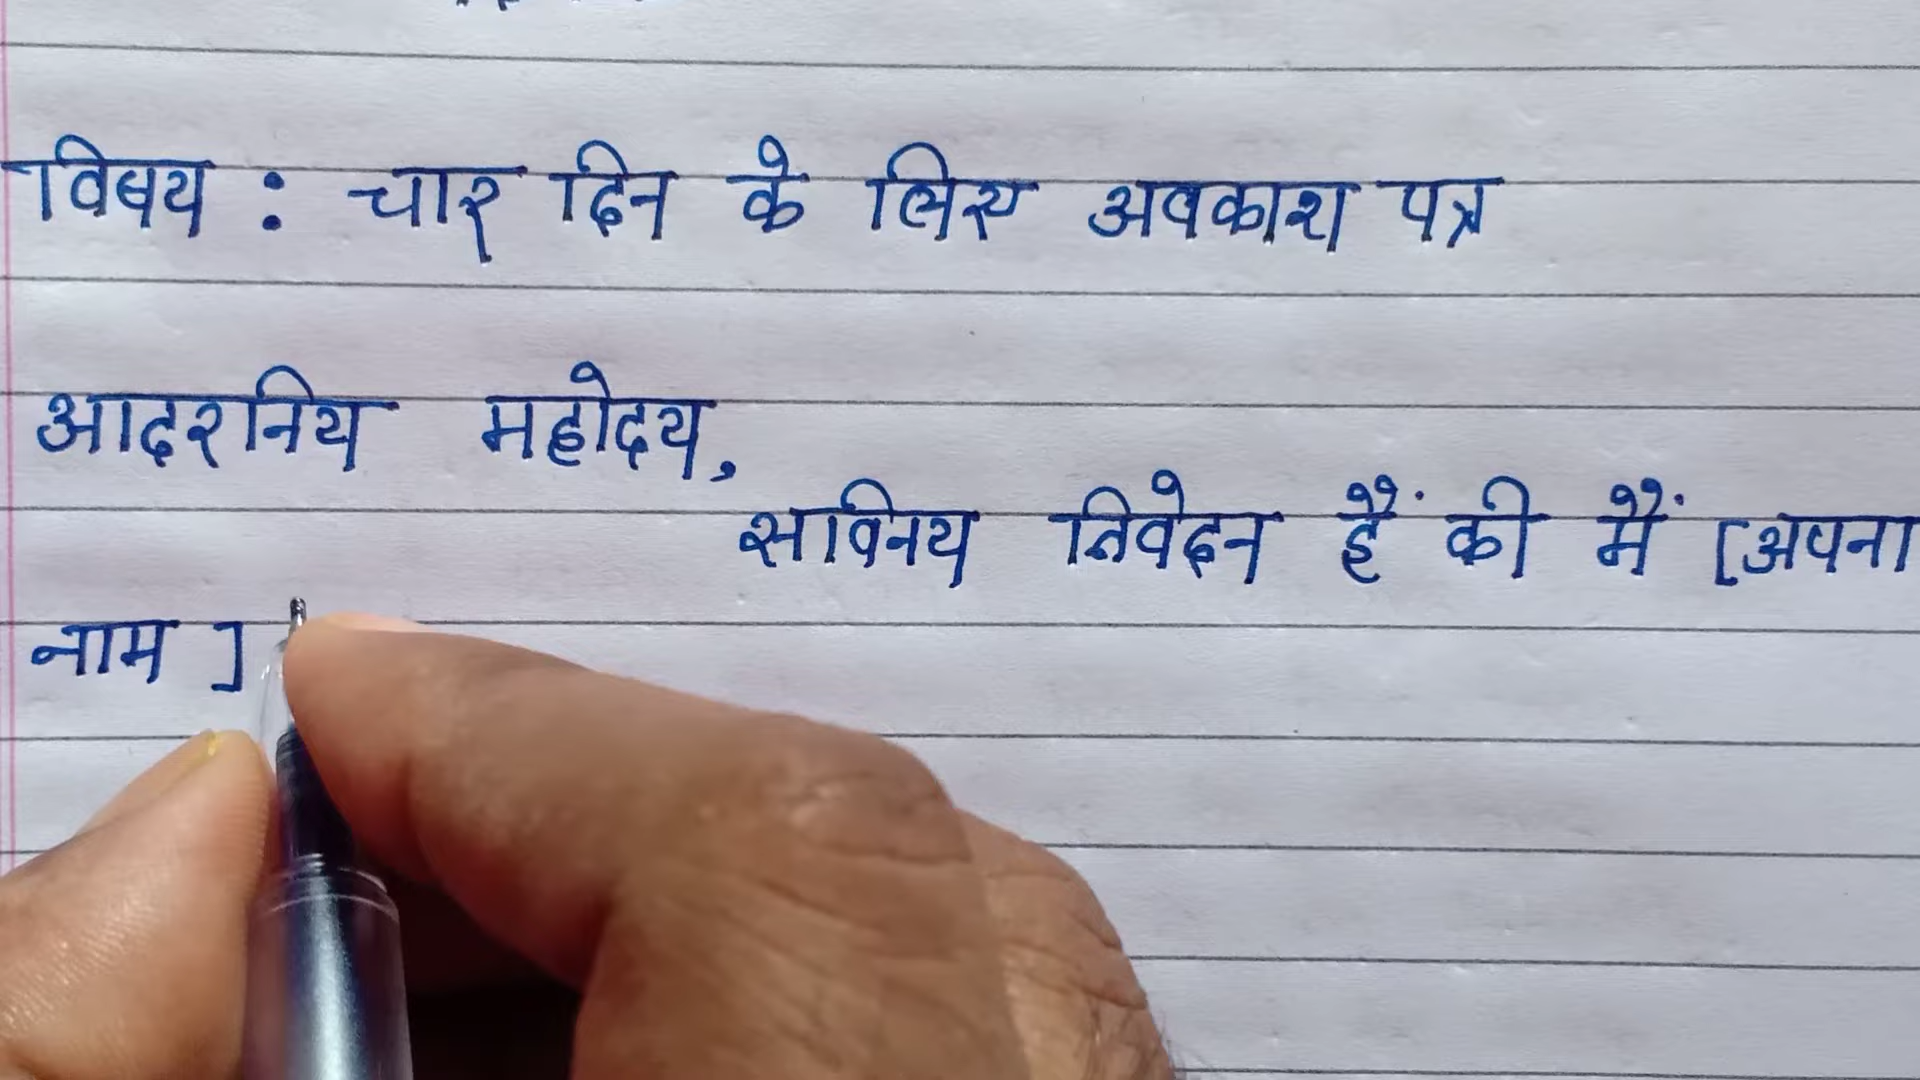 विषय : चार दिन के लिए अवकाश पत्र
आदरनिय महोदय,
सविनय निवेदन हैं की मैं [अपना
नाम ]